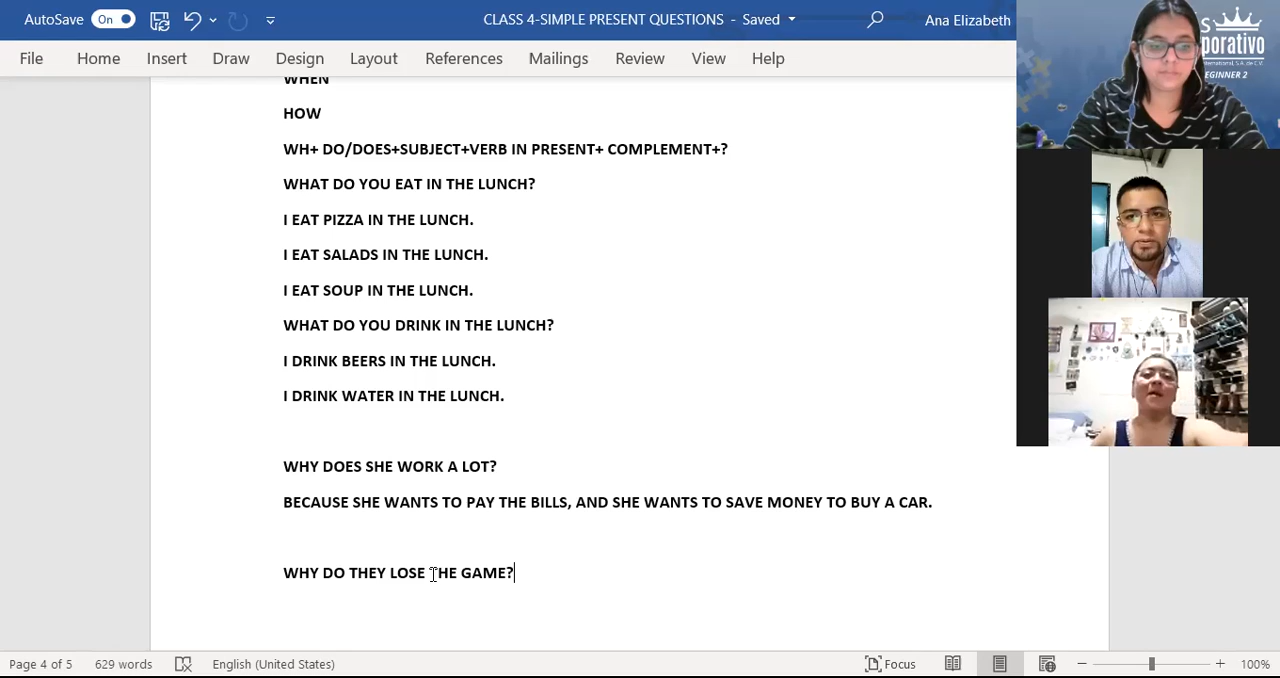 AutoSave On CLASS 4-SIMPLE PRESENT QUESTIONS - Saved Ana Elizabeth
File Home Insert Draw Design Layout References Mailings Review View Help
S
porativo
International, S.A. de C.V.
EGINNER 2
WHEN
HOW
WH+ DO/DOES+SUBJECT+VERB IN PRESENT+ COMPLEMENT+?
WHAT DO YOU EAT IN THE LUNCH?
I EAT PIZZA IN THE LUNCH.
I EAT SALADS IN THE LUNCH.
I EAT SOUP IN THE LUNCH.
WHAT DO YOU DRINK IN THE LUNCH?
I DRINK BEERS IN THE LUNCH.
I DRINK WATER IN THE LUNCH.
WHY DOES SHE WORK A LOT?
BECAUSE SHE WANTS TO PAY THE BILLS, AND SHE WANTS TO SAVE MONEY TO BUY A CAR.
WHY DO THEY LOSE THE GAME?
Page 4 of 5 629 words English (United States) Focus 100%